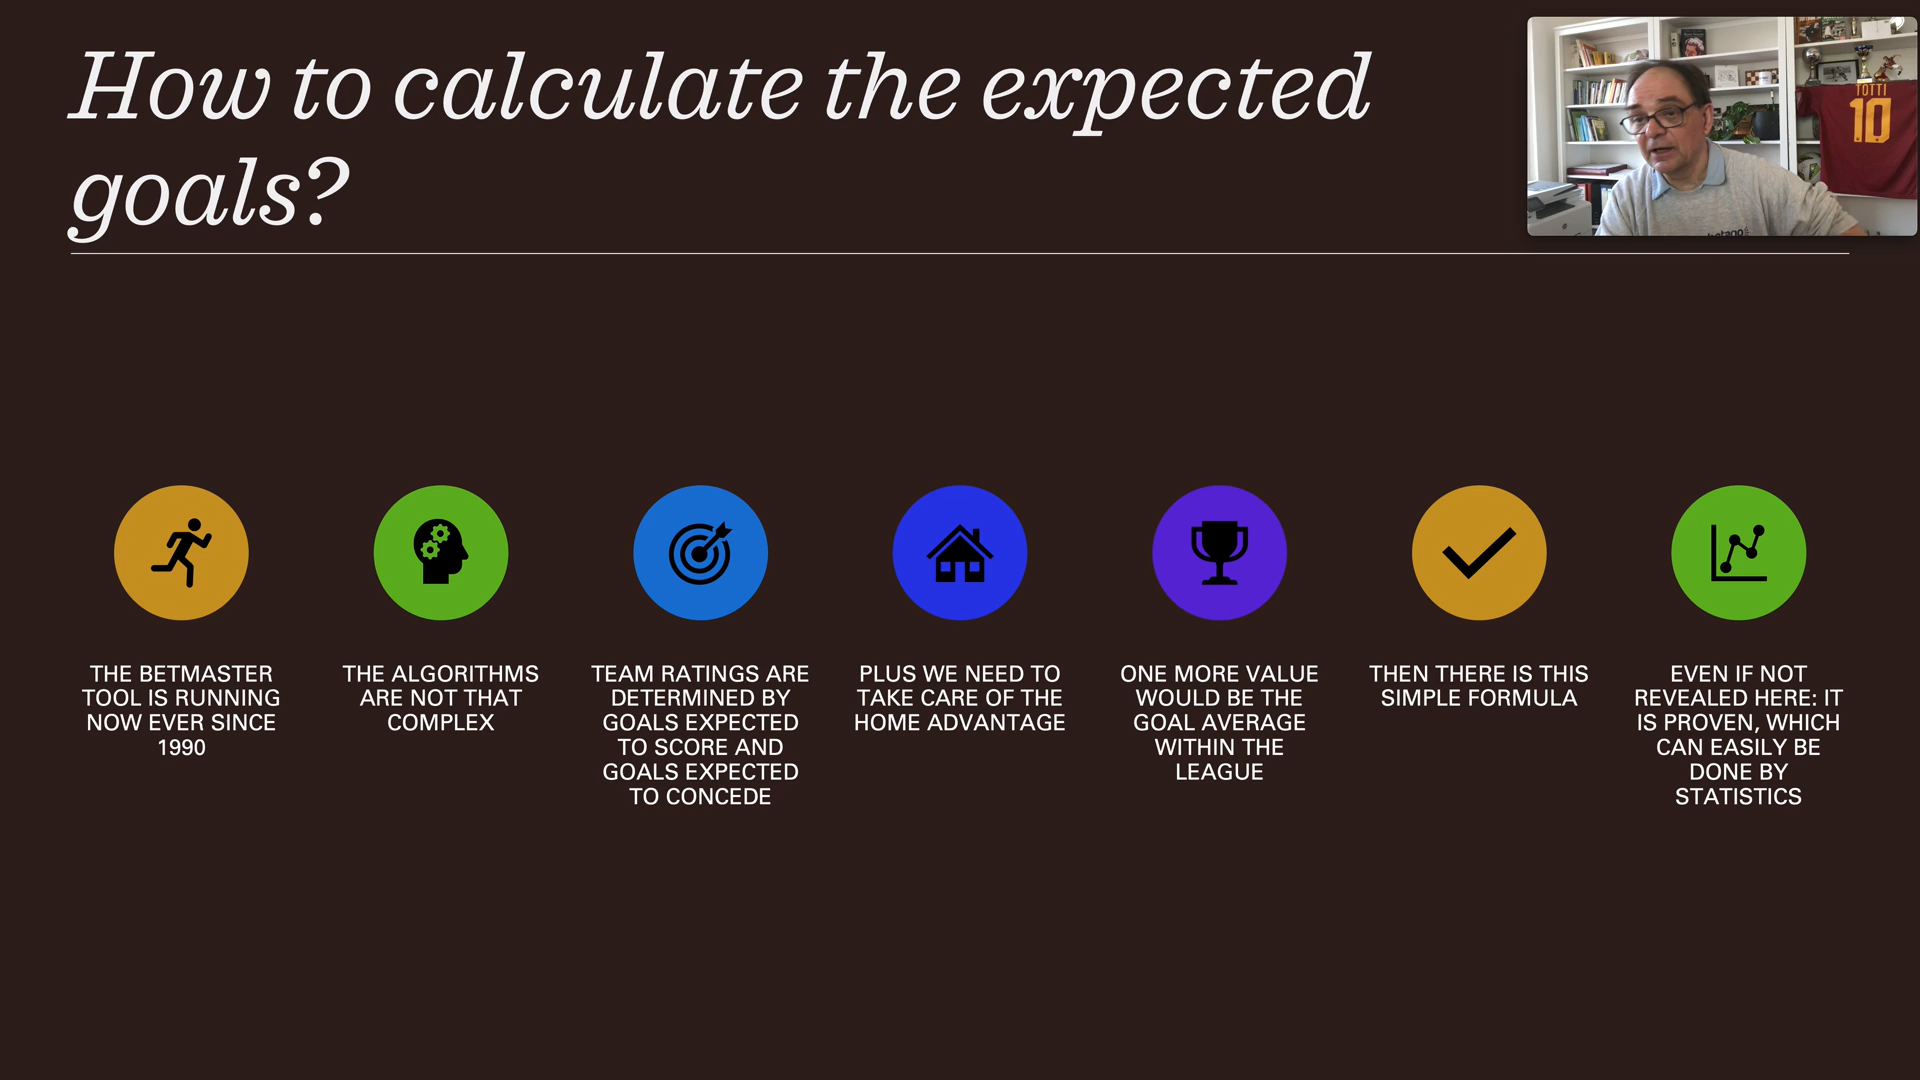 How to calculate the expected
goals?
TOTTI
10
THE BETMASTER
TOOL IS RUNNING
NOW EVER SINCE
1990
THE ALGORITHMS
ARE NOT THAT
COMPLEX
TEAM RATINGS ARE
DETERMINED BY
GOALS EXPECTED
TO SCORE AND
GOALS EXPECTED
TO CONCEDE
PLUS WE NEED TO
TAKE CARE OF THE
HOME ADVANTAGE
ONE MORE VALUE
WOULD BE THE
GOAL AVERAGE
WITHIN THE
LEAGUE
THEN THERE IS THIS
SIMPLE FORMULA
EVEN IF NOT
REVEALED HERE: IT
IS PROVEN, WHICH
CAN EASILY BE
DONE BY
STATISTICS